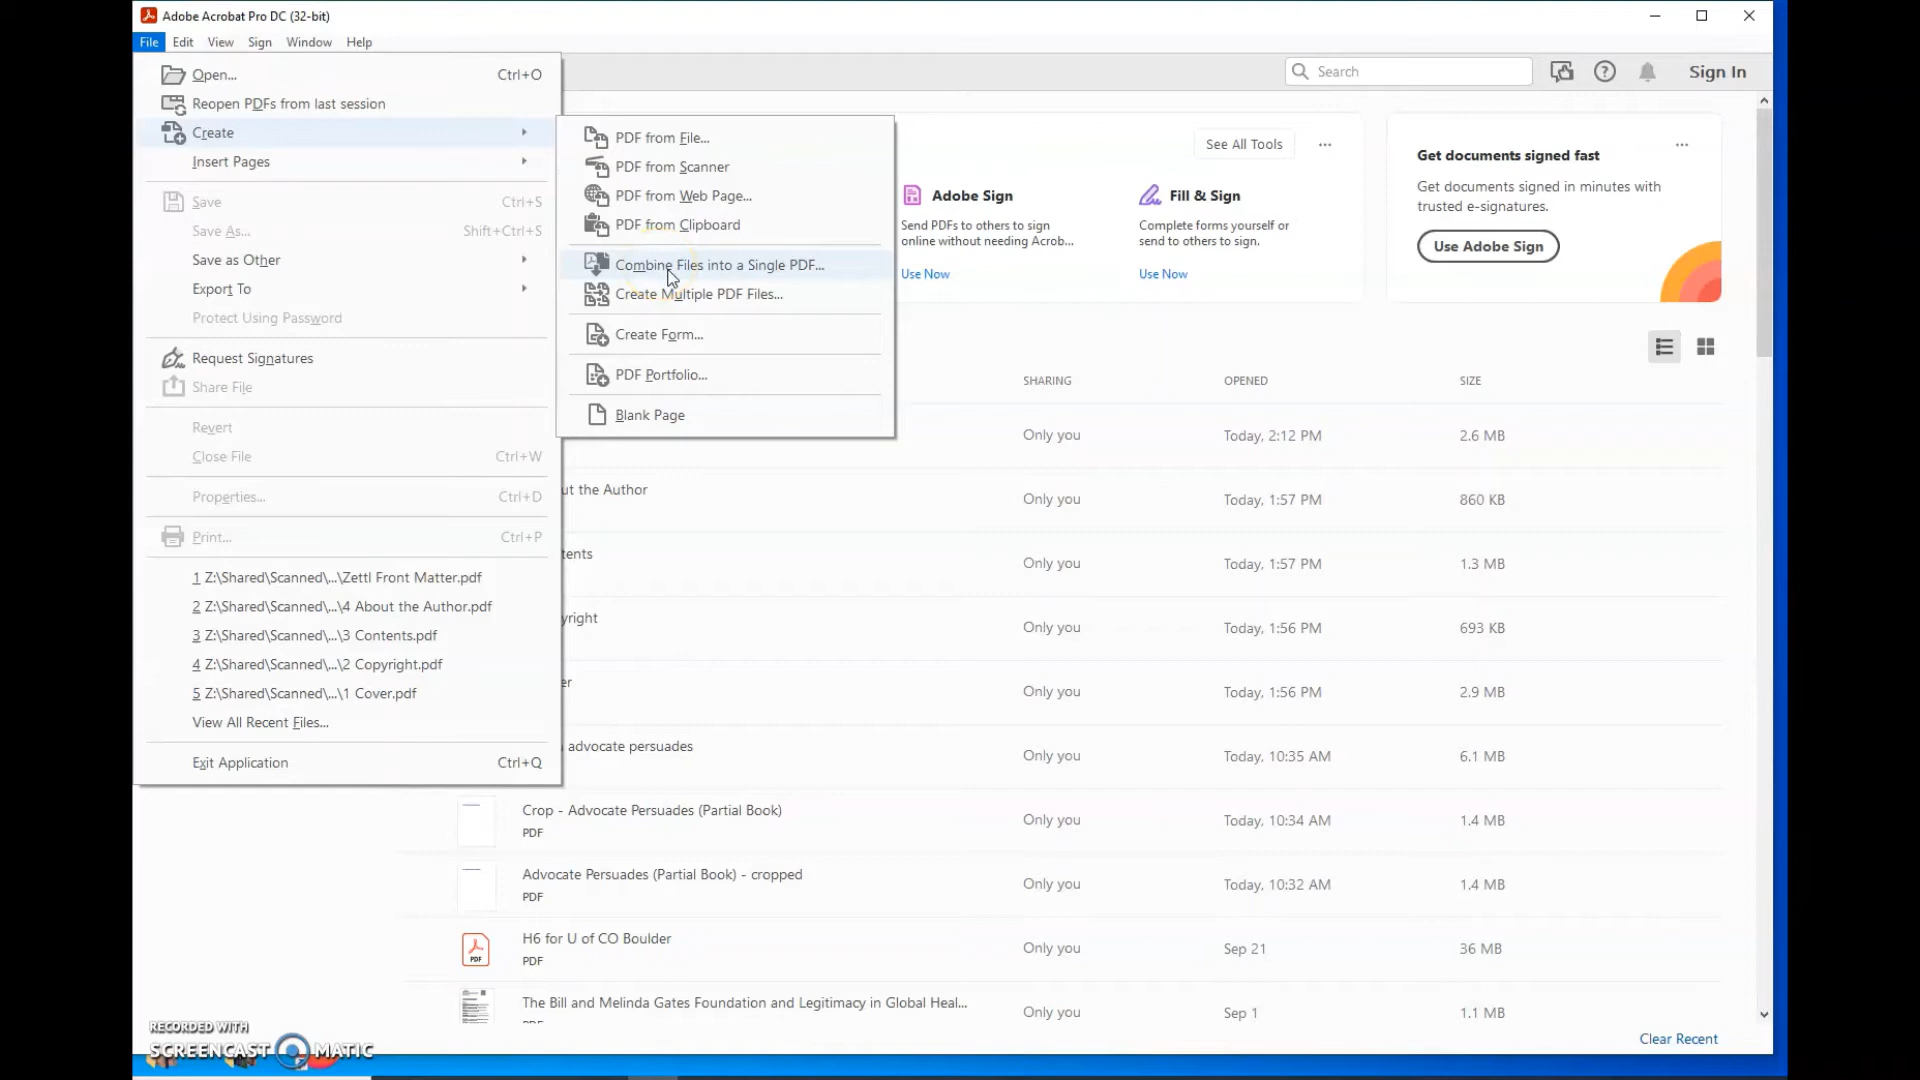 Adobe Acrobat Pro DC (32-bit)
File Edit View Sign Window Help
Open... Ctrl+O
Reopen PDFs from last session
Create
Insert Pages
Save Ctrl+S
Save As... Shift+Ctrl+S
Save as Other
Export To
Protect Using Password
Request Signatures
Share File
Revert
Close File Ctrl+W
Properties... Ctrl+D
Print... Ctrl+P
1 Z:\Shared\Scanned\...\Zettl Front Matter.pdf
2 Z:\Shared\Scanned\...\4 About the Author.pdf
3 Z:\Shared\Scanned\...\3 Contents.pdf
4 Z:\Shared\Scanned\...\2 Copyright.pdf
5 Z:\Shared\Scanned\...\1 Cover.pdf
View All Recent Files...
Exit Application Ctrl+Q
PDF from File...
PDF from Scanner
PDF from Web Page...
PDF from Clipboard
Combine Files into a Single PDF...
Create Multiple PDF Files...
Create Form...
PDF Portfolio...
Blank Page
Search
Sign In
See All Tools
Adobe Sign
Send PDFs to others to sign
online without needing Acrob...
Use Now
Fill & Sign
Complete forms yourself or
send to others to sign.
Use Now
Get documents signed fast
Get documents signed in minutes with
trusted e-signatures.
Use Adobe Sign
SHARING OPENED SIZE
Only you Today, 2:12 PM 2.6 MB
ut the Author Only you Today, 1:57 PM 860 KB
tents Only you Today, 1:57 PM 1.3 MB
yright Only you Today, 1:56 PM 693 KB
er Only you Today, 1:56 PM 2.9 MB
advocate persuades Only you Today, 10:35 AM 6.1 MB
Crop - Advocate Persuades (Partial Book) Only you Today, 10:34 AM 1.4 MB
PDF
Advocate Persuades (Partial Book) - cropped Only you Today, 10:32 AM 1.4 MB
PDF
H6 for U of CO Boulder Only you Sep 21 36 MB
PDF
PDF
The Bill and Melinda Gates Foundation and Legitimacy in Global Heal... Only you Sep 1 1.1 MB
Clear Recent
RECORDED WITH
SCREENCAST MATIC